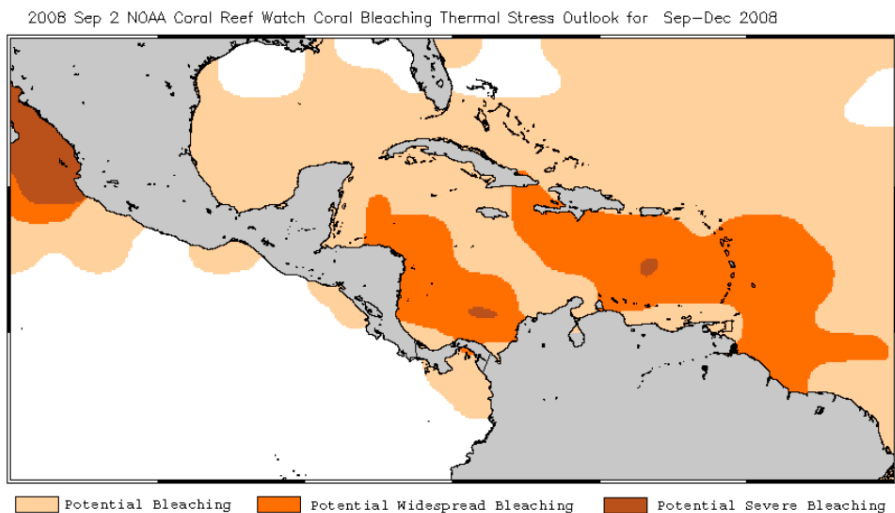 2008 Sep 2 NOAA Coral Reef Watch Coral Bleaching Thermal Stress Outlook for Sep-Dec 2008
Potential Bleaching Potential Widespread Bleaching Potential Severe Bleaching